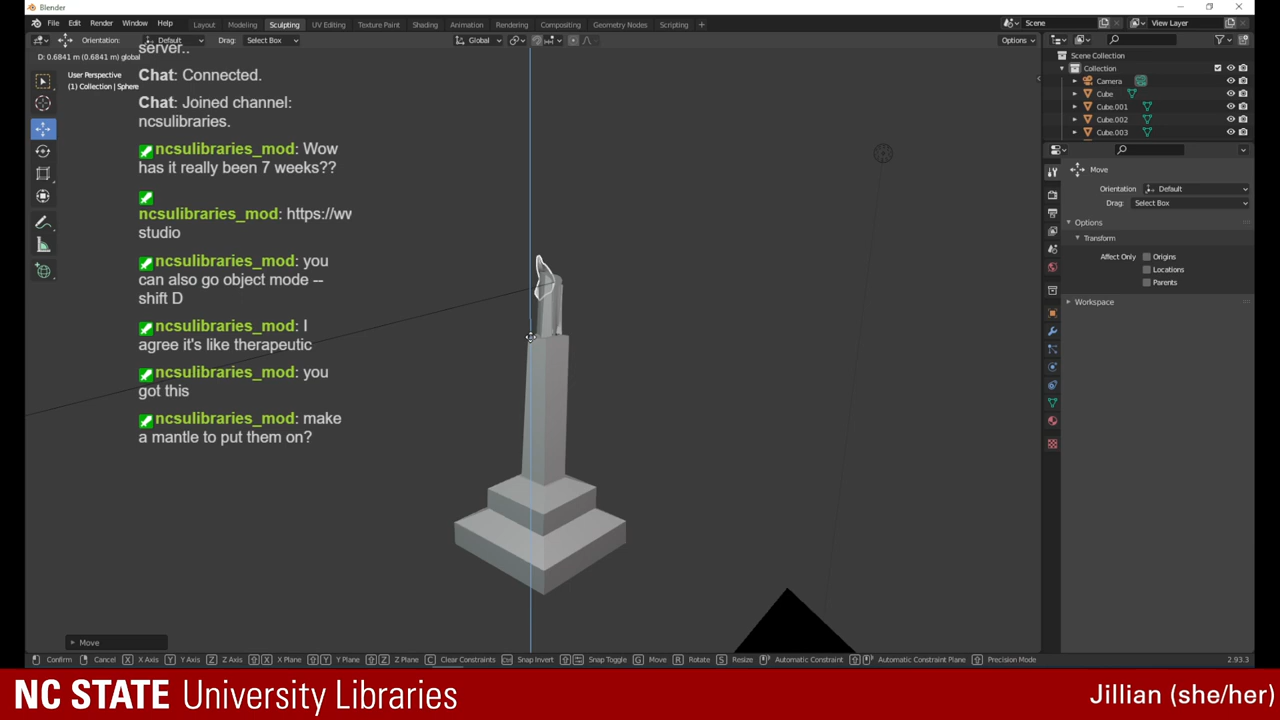 Blender
File Edit Render Window Help
Layout Modeling Sculpting UV Editing Texture Paint Shading Animation Rendering Compositing Geometry Nodes Scripting +
Scene View Layer
Orientation: Default Drag: Select Box Global Options
D: 0.6841 m (0.6841 m) global
User Perspective
(1) Collection | Sphere
server..
Chat: Connected.
Chat: Joined channel:
ncsulibraries.
ncsulibraries_mod: Wow
has it really been 7 weeks??
ncsulibraries_mod: https://ww
studio
ncsulibraries_mod: you
can also go object mode --
shift D
ncsulibraries_mod: I
agree it's like therapeutic
ncsulibraries_mod: you
got this
ncsulibraries_mod: make
a mantle to put them on?
Scene Collection
Collection
Camera
Cube
Cube.001
Cube.002
Cube.003
Move
Orientation Default
Drag: Select Box
Options
Transform
Affect Only Origins
Locations
Parents
Workspace
Move
Confirm Cancel X X Axis Y Y Axis Z Z Axis X X Plane Y Y Plane Z Z Plane C Clear Constraints Ctrl Snap Invert Snap Toggle G Move R Rotate S Resize Automatic Constraint Automatic Constraint Plane Precision Mode 2.93.3
NC STATE University Libraries
Jillian (she/her)